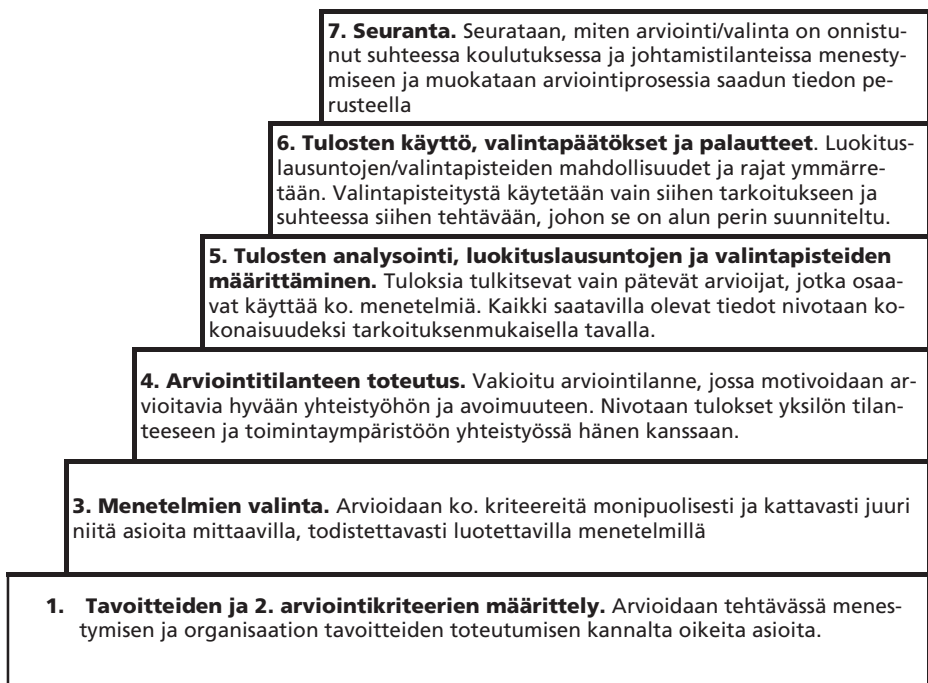 7. Seuranta. Seurataan, miten arviointi/valinta on onnistu-
nut suhteessa koulutuksessa ja johtamistilanteissa menesty-
miseen ja muokataan arviointiprosessia saadun tiedon pe-
rusteella
6. Tulosten käyttö, valintapäätökset ja palautteet. Luokitus-
lausuntojen/valintapisteiden mahdollisuudet ja rajat ymmärre-
tään. Valintapisteitystä käytetään vain siihen tarkoitukseen ja
suhteessa siihen tehtävään, johon se on alun perin suunniteltu.
5. Tulosten analysointi, luokituslausuntojen ja valintapisteiden
määrittäminen. Tuloksia tulkitsevat vain pätevät arvioijat, jotka osaa-
vat käyttää ko. menetelmiä. Kaikki saatavilla olevat tiedot nivotaan ko-
konaisuudeksi tarkoituksenmukaisella tavalla.
4. Arviointitilanteen toteutus. Vakioitu arviointilanne, jossa motivoidaan ar-
vioitavia hyvään yhteistyöhön ja avoimuuteen. Nivotaan tulokset yksilön tilan-
teeseen ja toimintaympäristöön yhteistyössä hänen kanssaan.
3. Menetelmien valinta. Arvioidaan ko. kriteereitä monipuolisesti ja kattavasti juuri
niitä asioita mittaavilla, todistettavasti luotettavilla menetelmillä
1. Tavoitteiden ja 2. arviointikriteerien määrittely. Arvioidaan tehtävässä menes-
tymisen ja organisaation tavoitteiden toteutumisen kannalta oikeita asioita.